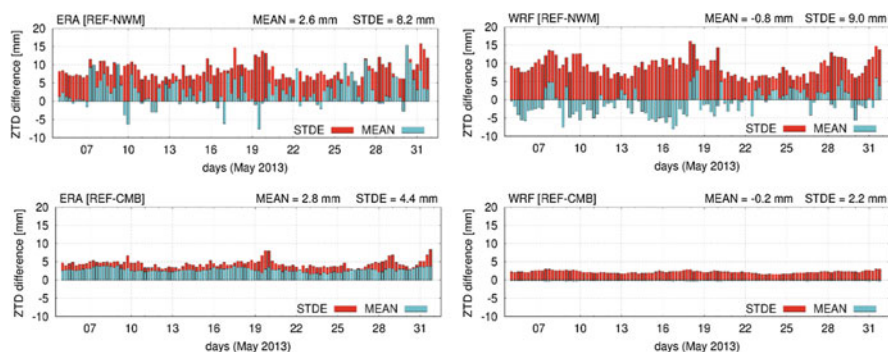 ERA [REF-NWM] MEAN = 2.6 mm STDE = 8.2 mm
ZTD difference [mm]
20
15
10
5
0
-5
-10
STDE MEAN
07 10 13 16 19 22 25 28 31
days (May 2013)
WRF [REF-NWM] MEAN = -0.8 mm STDE = 9.0 mm
ZTD difference [mm]
20
15
10
5
0
-5
-10
STDE MEAN
07 10 13 16 19 22 25 28 31
days (May 2013)
ERA [REF-CMB] MEAN = 2.8 mm STDE = 4.4 mm
ZTD difference [mm]
20
15
10
5
0
-5
-10
STDE MEAN
07 10 13 16 19 22 25 28 31
days (May 2013)
WRF [REF-CMB] MEAN = -0.2 mm STDE = 2.2 mm
ZTD difference [mm]
20
15
10
5
0
-5
-10
STDE MEAN
07 10 13 16 19 22 25 28 31
days (May 2013)